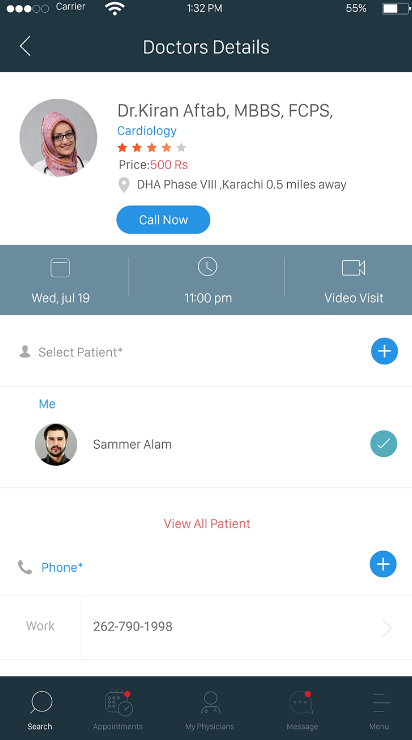 Carrier 1:32 PM 55%
Doctors Details
Dr.Kiran Aftab, MBBS, FCPS,
Cardiology
Price:500 Rs
DHA Phase VIII ,Karachi 0.5 miles away
Call Now
Wed, jul 19 11:00 pm Video Visit
Select Patient*
Me
Sammer Alam
View All Patient
Phone*
Work 262-790-1998
Search Appointments My Physicians Message Menu